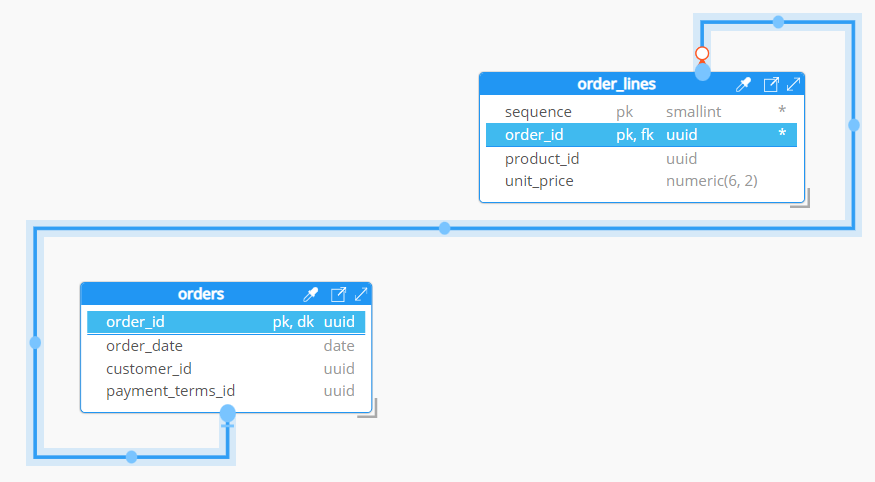 order_lines
sequence pk smallint *
order_id pk, fk uuid *
product_id uuid
unit_price numeric(6, 2)
orders
order_id pk, dk uuid
order_date date
customer_id uuid
payment_terms_id uuid